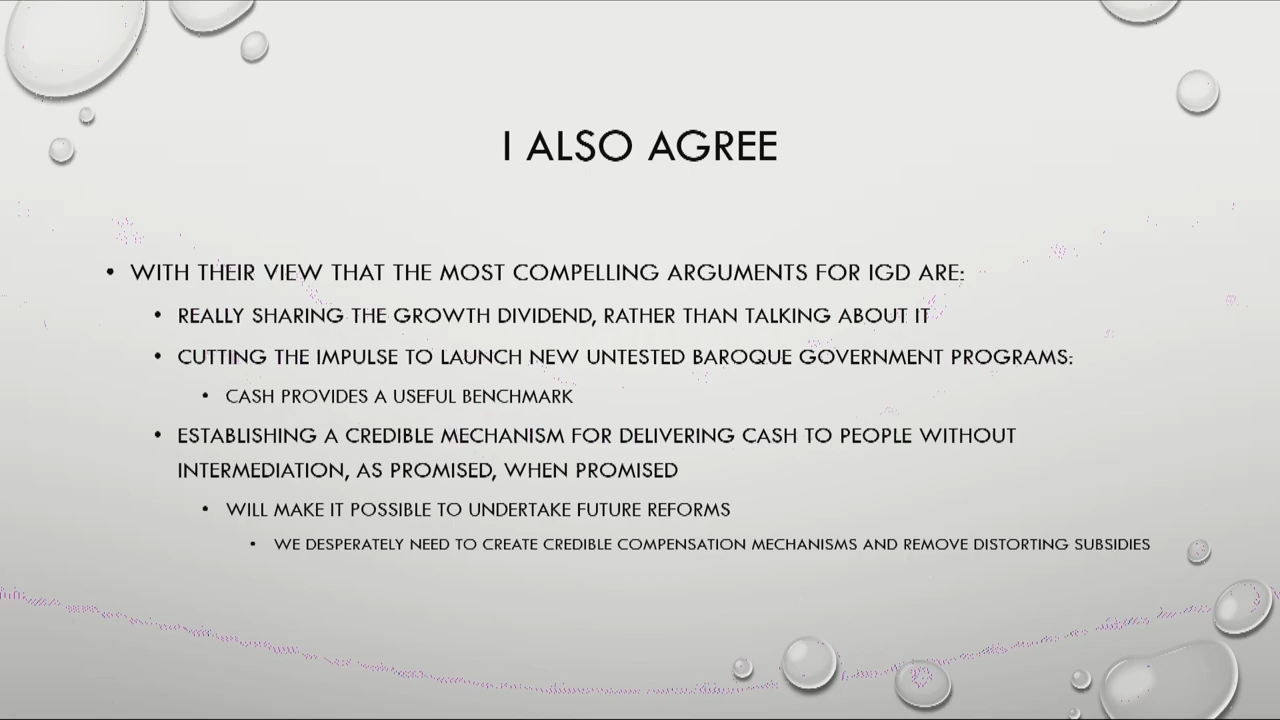 I ALSO AGREE
• WITH THEIR VIEW THAT THE MOST COMPELLING ARGUMENTS FOR IGD ARE:
• REALLY SHARING THE GROWTH DIVIDEND, RATHER THAN TALKING ABOUT IT
• CUTTING THE IMPULSE TO LAUNCH NEW UNTESTED BAROQUE GOVERNMENT PROGRAMS:
• CASH PROVIDES A USEFUL BENCHMARK
• ESTABLISHING A CREDIBLE MECHANISM FOR DELIVERING CASH TO PEOPLE WITHOUT
INTERMEDIATION, AS PROMISED, WHEN PROMISED
• WILL MAKE IT POSSIBLE TO UNDERTAKE FUTURE REFORMS
• WE DESPERATELY NEED TO CREATE CREDIBLE COMPENSATION MECHANISMS AND REMOVE DISTORTING SUBSIDIES